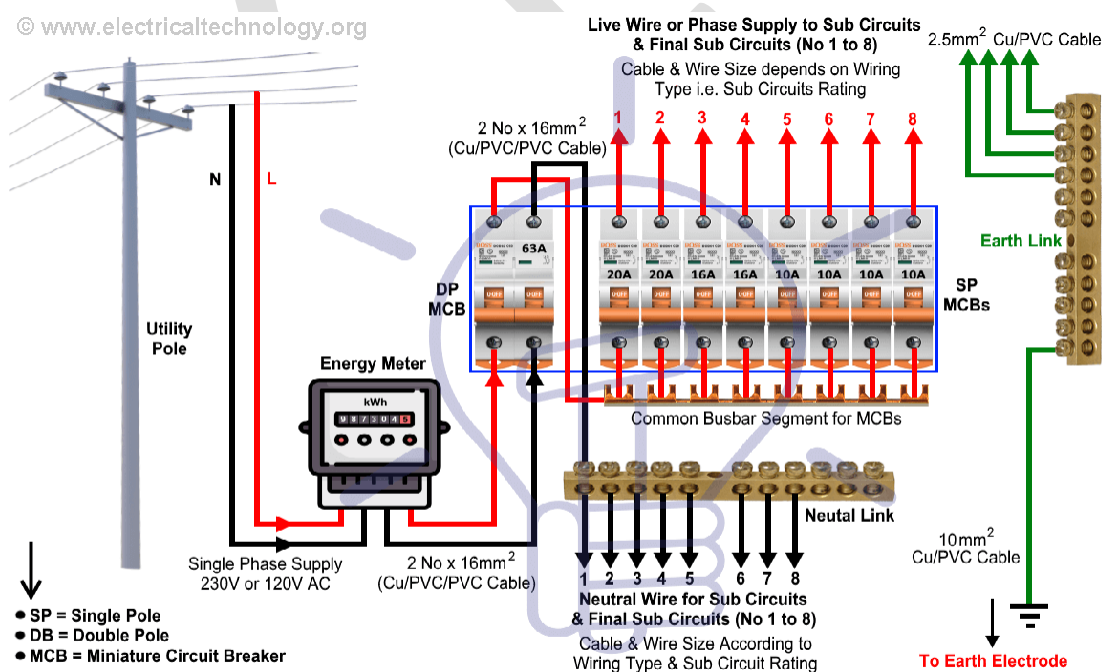 © www.electricaltechnology.org
Live Wire or Phase Supply to Sub Circuits
& Final Sub Circuits (No 1 to 8)
Cable & Wire Size depends on Wiring
Type i.e. Sub Circuits Rating
2.5mm² Cu/PVC Cable
2 No x 16mm²
(Cu/PVC/PVC Cable)
1 2 3 4 5 6 7 8
N
L
63A
20A 20A 16A 16A 10A 10A 10A 10A
DP
MCB
SP
MCBs
Earth Link
Utility
Pole
Energy Meter
kWh
Common Busbar Segment for MCBs
Neutal Link
Single Phase Supply
230V or 120V AC
2 No x 16mm²
(Cu/PVC/PVC Cable)
10mm²
Cu/PVC Cable
1 2 3 4 5 6 7 8
Neutral Wire for Sub Circuits
& Final Sub Circuits (No 1 to 8)
Cable & Wire Size According to
Wiring Type & Sub Circuit Rating
SP = Single Pole
DB = Double Pole
MCB = Miniature Circuit Breaker
To Earth Electrode